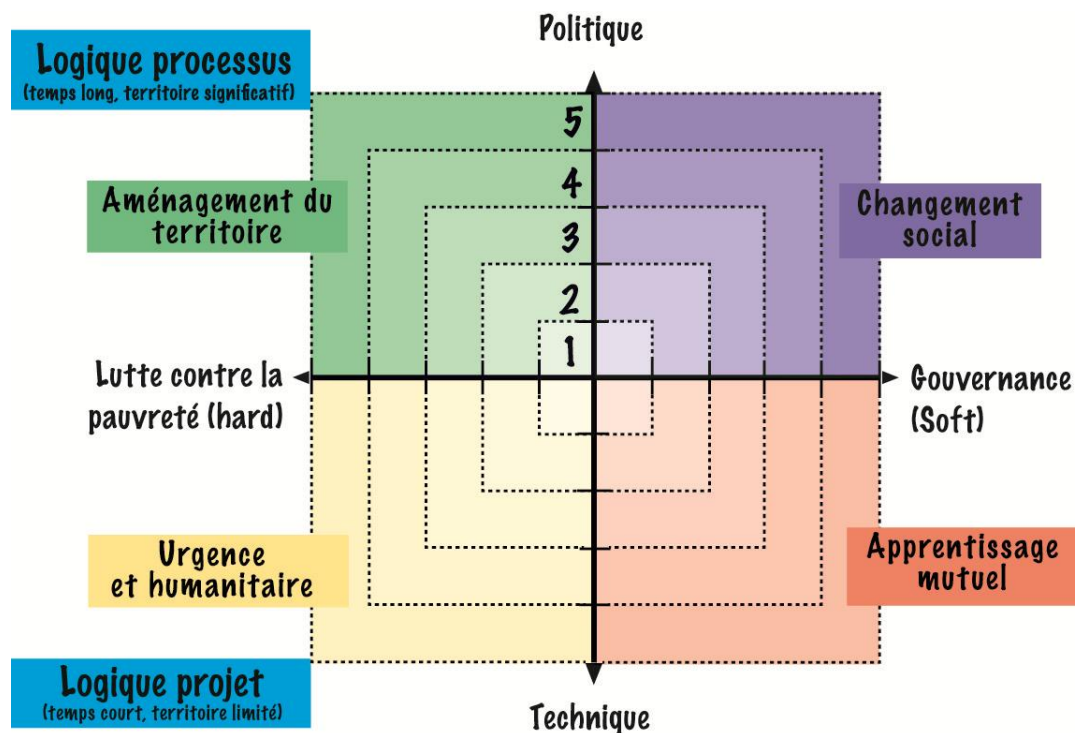 Politique
Logique processus
(temps long, territoire significatif)
5
4
Aménagement du
territoire
Changement
social
3
2
1
Lutte contre la
pauvreté (hard)
Gouvernance
(Soft)
Urgence
et humanitaire
Apprentissage
mutuel
Logique projet
(temps court, territoire limité)
Technique